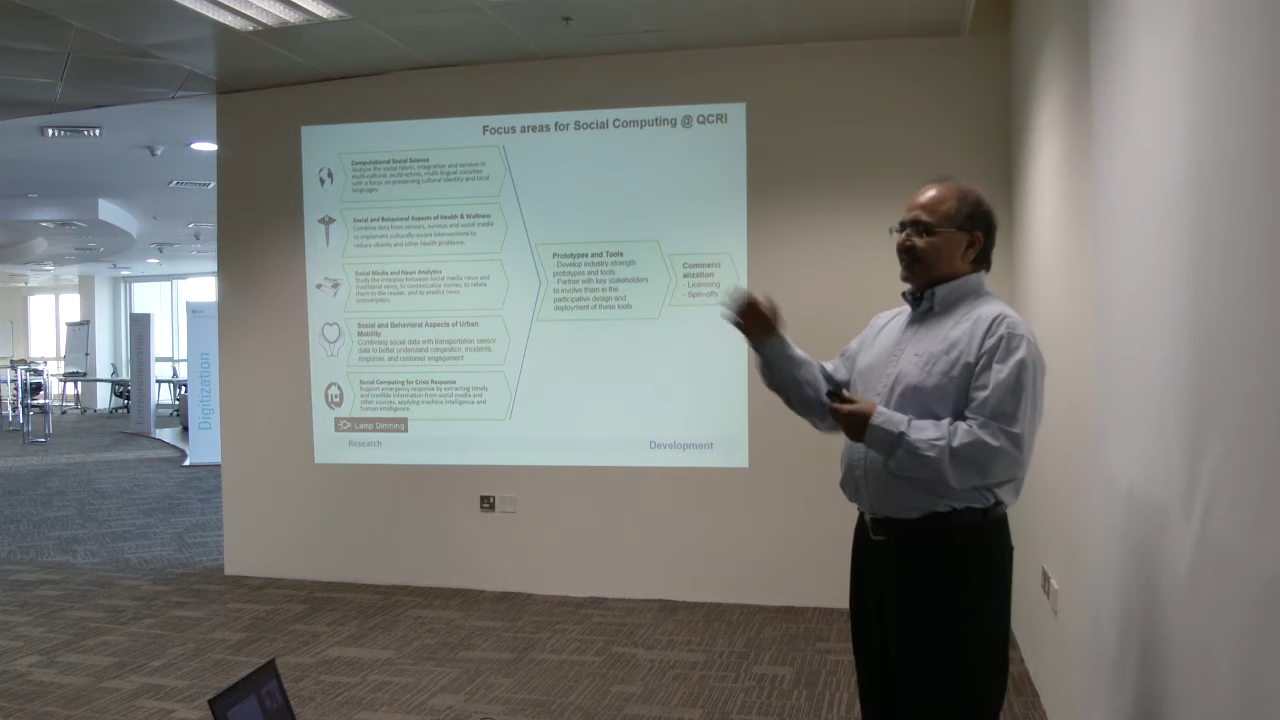 Focus areas for Social Computing @ QCRI
Computational Social Science
Analyze the social fabric, integration and tension in
multi-cultural, multi-ethnic, multi-lingual societies
with a focus on preserving cultural identity and local
languages.
Social and Behavioral Aspects of Health & Wellness
Combine data from sensors, surveys and social media
to implement culturally-aware interventions to
reduce obesity and other health problems.
Social Media and News Analytics
Study the interplay between social media news and
traditional news, to contextualize stories, to relate
them to the reader, and to predict news
consumption.
Social and Behavioral Aspects of Urban
Mobility
Combining social data with transportation sensor
data to better understand congestion, incidents,
response, and customer engagement
Social Computing for Crisis Response
Support emergency response by extracting timely
and credible information from social media and
other sources, applying machine intelligence and
human intelligence.
Prototypes and Tools
- Develop industry-strength
prototypes and tools.
- Partner with key stakeholders
to involve them in the
participative design and
deployment of these tools
Commerci
alization
- Licensing
- Spin-offs
Lamp Dimming
Research
Development
Entrepreneurship
Digitization